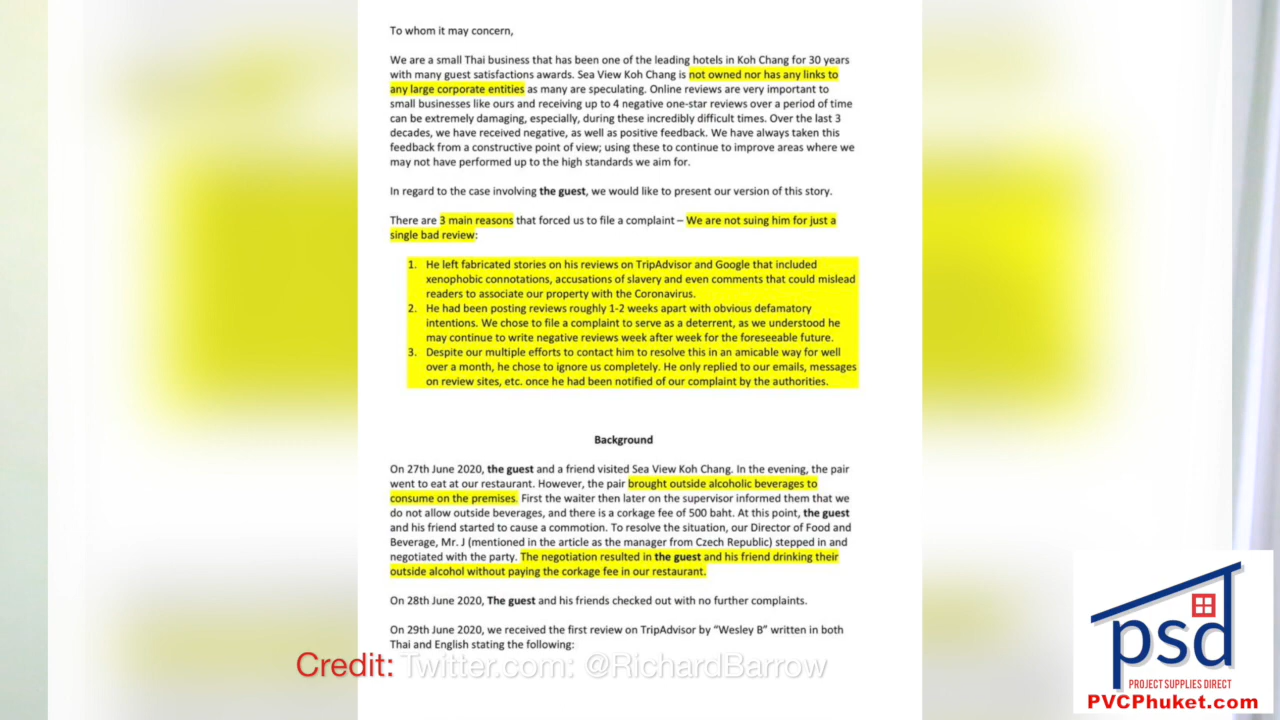 To whom it may concern,
We are a small Thai business that has been one of the leading hotels in Koh Chang for 30 years
with many guest satisfactions awards. Sea View Koh Chang is not owned nor has any links to
any large corporate entities as many are speculating. Online reviews are very important to
small businesses like ours and receiving up to 4 negative one-star reviews over a period of time
can be extremely damaging, especially, during these incredibly difficult times. Over the last 3
decades, we have received negative, as well as positive feedback. We have always taken this
feedback from a constructive point of view; using these to continue to improve areas where we
may not have performed up to the high standards we aim for.
In regard to the case involving the guest, we would like to present our version of this story.
There are 3 main reasons that forced us to file a complaint – We are not suing him for just a
single bad review:
1. He left fabricated stories on his reviews on TripAdvisor and Google that included
xenophobic connotations, accusations of slavery and even comments that could mislead
readers to associate our property with the Coronavirus.
2. He had been posting reviews roughly 1-2 weeks apart with obvious defamatory
intentions. We chose to file a complaint to serve as a deterrent, as we understood he
may continue to write negative reviews week after week for the foreseeable future.
3. Despite our multiple efforts to contact him to resolve this in an amicable way for well
over a month, he chose to ignore us completely. He only replied to our emails, messages
on review sites, etc. once he had been notified of our complaint by the authorities.
Background
On 27th June 2020, the guest and a friend visited Sea View Koh Chang. In the evening, the pair
went to eat at our restaurant. However, the pair brought outside alcoholic beverages to
consume on the premises. First the waiter then later on the supervisor informed them that we
do not allow outside beverages, and there is a corkage fee of 500 baht. At this point, the guest
and his friend started to cause a commotion. To resolve the situation, our Director of Food and
Beverage, Mr. J (mentioned in the article as the manager from Czech Republic) stepped in and
negotiated with the party. The negotiation resulted in the guest and his friend drinking their
outside alcohol without paying the corkage fee in our restaurant.
On 28th June 2020, The guest and his friends checked out with no further complaints.
On 29th June 2020, we received the first review on TripAdvisor by “Wesley B” written in both
Thai and English stating the following:
Credit: Twitter.com: @RichardBarrow
psd
PROJECT SUPPLIES DIRECT
PVCPhuket.com